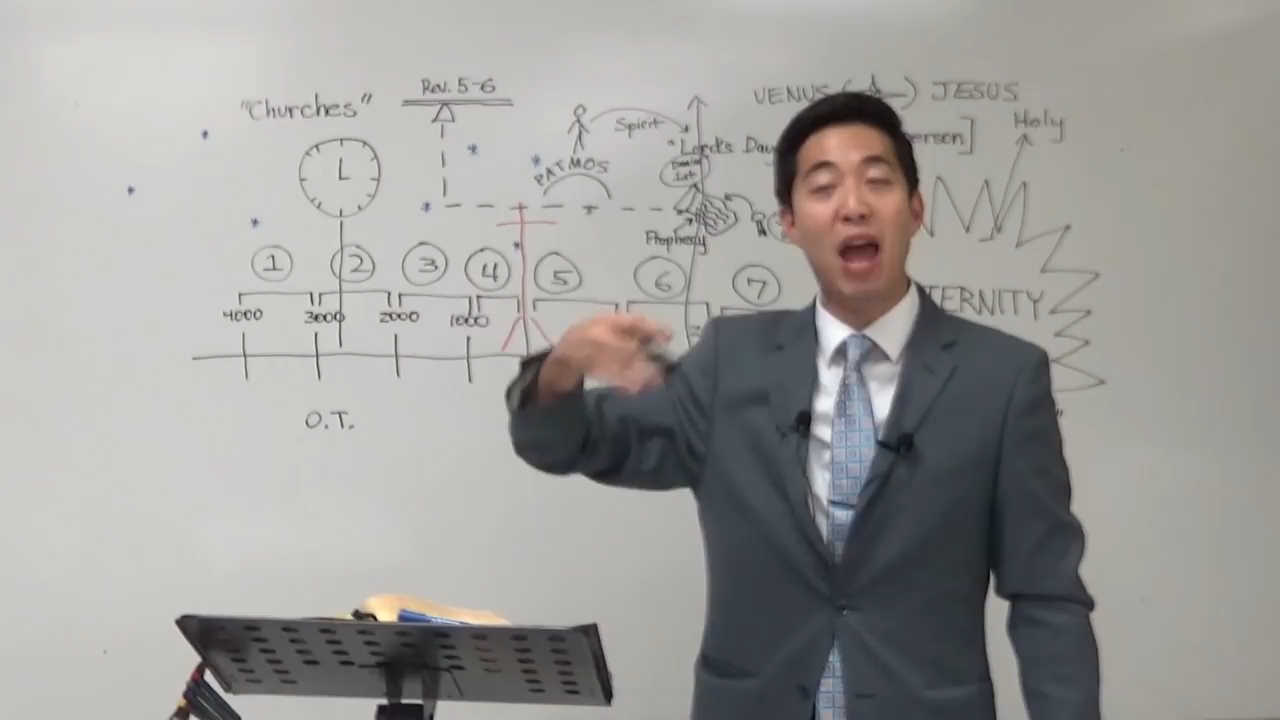 "Churches"
Rev. 5-6
VENUS ( ) JESUS
L
Spirit
"Lord's Day
erson]
Holy
PATMOS
Prophecy
1 2 3 4 5 6 7
4000 3000 2000 1000
TERNITY
O.T.